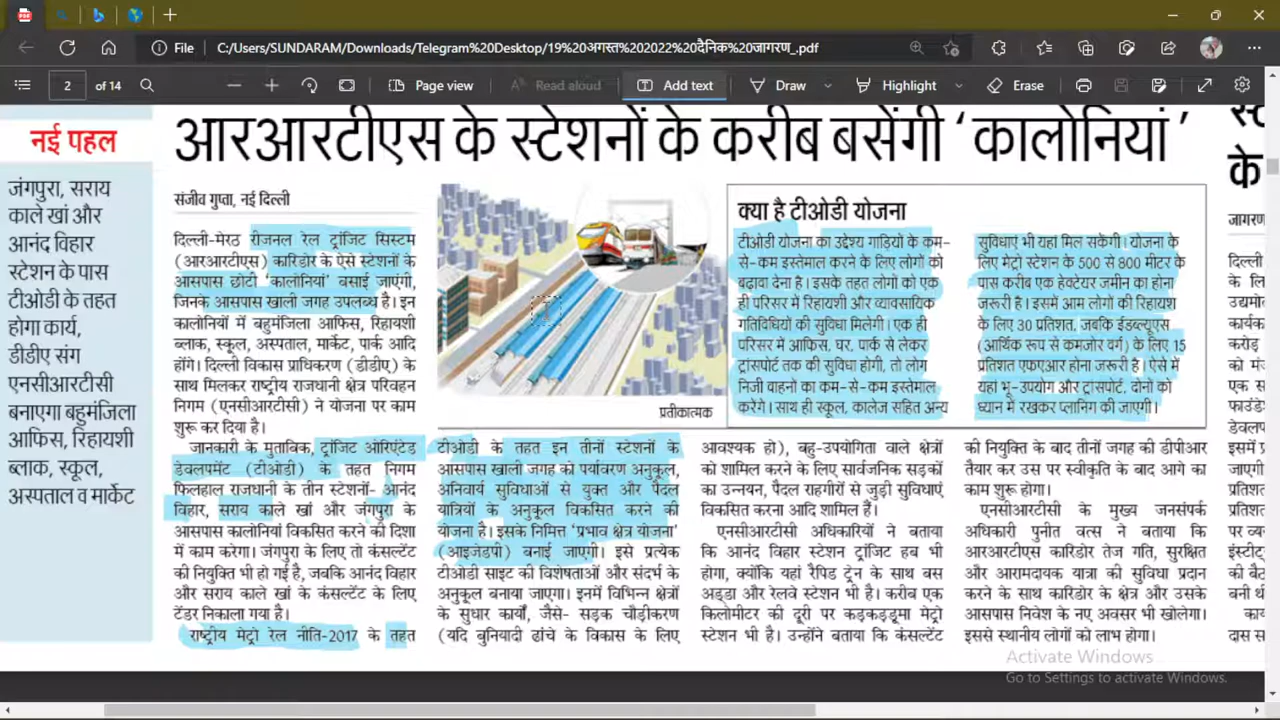 File
C:/Users/SUNDARAM/Downloads/Telegram%20Desktop/19%20अगस्त%202022%20दैनिक%20जागरण_.pdf
2 of 14
Page view
Read aloud
Add text
Draw
Highlight
Erase
नई पहल
जंगपुरा, सराय
काले खां और
आनंद विहार
स्टेशन के पास
टीओडी के तहत
होगा कार्य,
डीडीए संग
एनसीआरटीसी
बनाएगा बहुमंजिला
आफिस, रिहायशी
ब्लाक, स्कूल,
अस्पताल व मार्केट
आरआरटीएस के स्टेशनों के करीब बसेंगी ‘कालोनियां’
संजीव गुप्ता, नई दिल्ली
दिल्ली-मेरठ रीजनल रेल ट्रांजिट सिस्टम
(आरआरटीएस) कारिडोर के ऐसे स्टेशनों के
आसपास छोटी ‘कालोनियां’ बसाई जाएंगी,
जिनके आसपास खाली जगह उपलब्ध है। इन
कालोनियों में बहुमंजिला आफिस, रिहायशी
ब्लाक, स्कूल, अस्पताल, मार्केट, पार्क आदि
होंगे। दिल्ली विकास प्राधिकरण (डीडीए) के
साथ मिलकर राष्ट्रीय राजधानी क्षेत्र परिवहन
निगम (एनसीआरटीसी) ने योजना पर काम
शुरू कर दिया है।
जानकारी के मुताबिक, ट्रांजिट ओरिएंटेड
डेवलपमेंट (टीओडी) के तहत निगम
फिलहाल राजधानी के तीन स्टेशनों- आनंद
विहार, सराय काले खां और जंगपुरा के
आसपास कालोनियां विकसित करने की दिशा
में काम करेगा। जंगपुरा के लिए तो कंसल्टेंट
की नियुक्ति भी हो गई है, जबकि आनंद विहार
और सराय काले खां के कंसल्टेंट के लिए
टेंडर निकाला गया है।
राष्ट्रीय मेट्रो रेल नीति-2017 के तहत
प्रतीकात्मक
क्या है टीओडी योजना
टीओडी योजना का उद्देश्य गाड़ियों के कम-
से-कम इस्तेमाल करने के लिए लोगों को
बढ़ावा देना है। इसके तहत लोगों को एक
ही परिसर में रिहायशी और व्यावसायिक
गतिविधियों की सुविधा मिलेगी। एक ही
परिसर में आफिस, घर, पार्क से लेकर
ट्रांसपोर्ट तक की सुविधा होगी, तो लोग
निजी वाहनों का कम-से-कम इस्तेमाल
करेंगे। साथ ही स्कूल, कालेज सहित अन्य
सुविधाएं भी यहां मिल सकेंगी। योजना के
लिए मेट्रो स्टेशन के 500 से 800 मीटर के
पास करीब एक हेक्टेयर जमीन का होना
जरूरी है। इसमें आम लोगों की रिहायश
के लिए 30 प्रतिशत, जबकि ईडब्ल्यूएस
(आर्थिक रूप से कमजोर वर्ग) के लिए 15
प्रतिशत एफएआर होना जरूरी है। ऐसे में
यहां भू-उपयोग और ट्रांसपोर्ट, दोनों को
ध्यान में रखकर प्लानिंग की जाएगी।
टीओडी के तहत इन तीनों स्टेशनों के
आसपास खाली जगह को पर्यावरण अनुकूल,
अनिवार्य सुविधाओं से युक्त और पैदल
यात्रियों के अनुकूल विकसित करने की
योजना है। इसके निमित्त ‘प्रभाव क्षेत्र योजना’
(आइजेडपी) बनाई जाएगी। इसे प्रत्येक
टीओडी साइट की विशेषताओं और संदर्भ के
अनुकूल बनाया जाएगा। इनमें विभिन्न क्षेत्रों
के सुधार कार्यों, जैसे- सड़क चौड़ीकरण
(यदि बुनियादी ढांचे के विकास के लिए
आवश्यक हो), बहु-उपयोगिता वाले क्षेत्रों
को शामिल करने के लिए सार्वजनिक सड़कों
का उन्नयन, पैदल राहगीरों से जुड़ी सुविधाएं
विकसित करना आदि शामिल हैं।
एनसीआरटीसी अधिकारियों ने बताया
कि आनंद विहार स्टेशन ट्रांजिट हब भी
होगा, क्योंकि यहां रैपिड ट्रेन के साथ बस
अड्डा और रेलवे स्टेशन भी है। करीब एक
किलोमीटर की दूरी पर कड़कड़डूमा मेट्रो
स्टेशन भी है। उन्होंने बताया कि कंसल्टेंट
की नियुक्ति के बाद तीनों जगह की डीपीआर
तैयार कर उस पर स्वीकृति के बाद आगे का
काम शुरू होगा।
एनसीआरटीसी के मुख्य जनसंपर्क
अधिकारी पुनीत वत्स ने बताया कि
आरआरटीएस कारिडोर तेज गति, सुरक्षित
और आरामदायक यात्रा की सुविधा प्रदान
करने के साथ कारिडोर के क्षेत्र और उसके
आसपास निवेश के नए अवसर भी खोलेगा।
इससे स्थानीय लोगों को लाभ होगा।
के
जागरण
दिल्ली
के लि
करोड़
को मं
एक स
डेवलप
इसमें प्र
जाएगी
प्रतिशत
पर व्य
की बैठ
बनी थ
दास स
Activate Windows
Go to Settings to activate Windows.